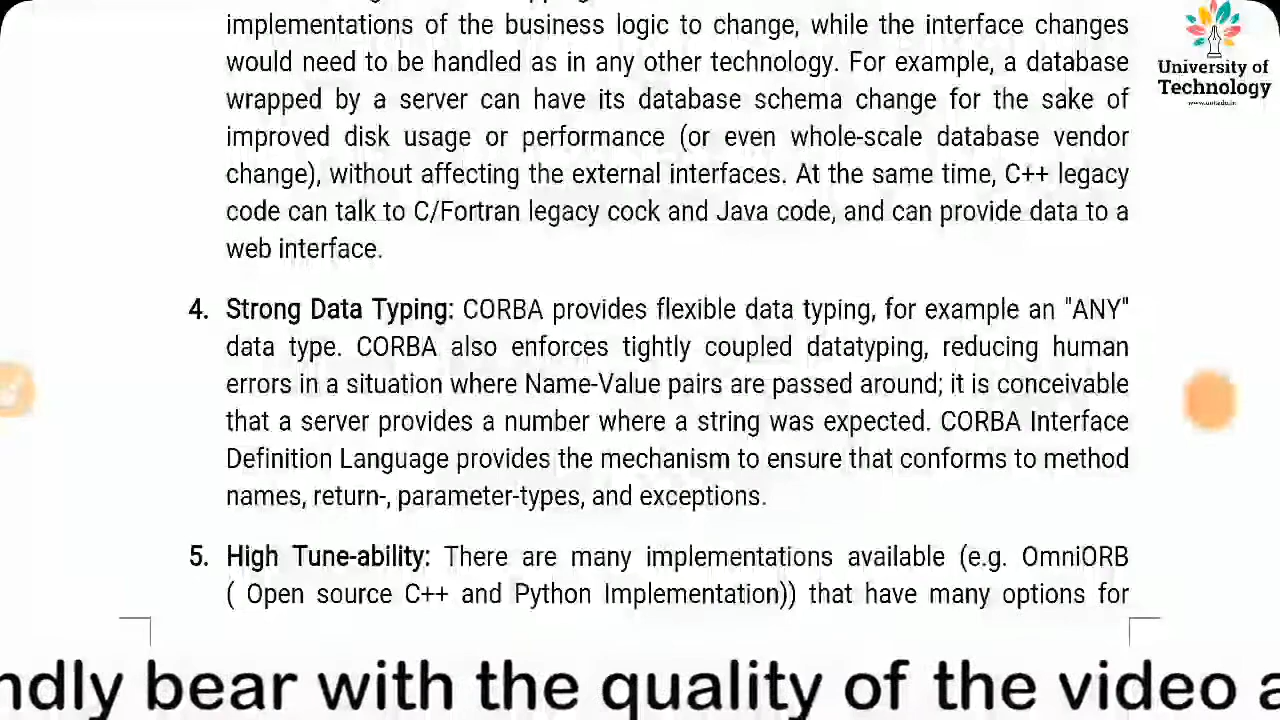 implementations of the business logic to change, while the interface changes
University of
would need to be handled as in any other technology. For example, a database
Technology
wrapped by a server can have its database schema change for the sake of
improved disk usage or performance (or even whole-scale database vendor
change), without affecting the external interfaces. At the same time, C++ legacy
code can talk to C/Fortran legacy cock and Java code, and can provide data to a
web interface.
4. Strong Data Typing: CORBA provides flexible data typing, for example an "ANY"
data type. CORBA also enforces tightly coupled datatyping, reducing human
errors in a situation where Name-Value pairs are passed around; it is conceivable
that a server provides a number where a string was expected. CORBA Interface
Definition Language provides the mechanism to ensure that conforms to method
names, return-, parameter-types, and exceptions.
5. High Tune-ability: There are many implementations available (e.g. OmniORB
( Open source C++ and Python Implementation)) that have many options for
ndly bear with the quality of the video a